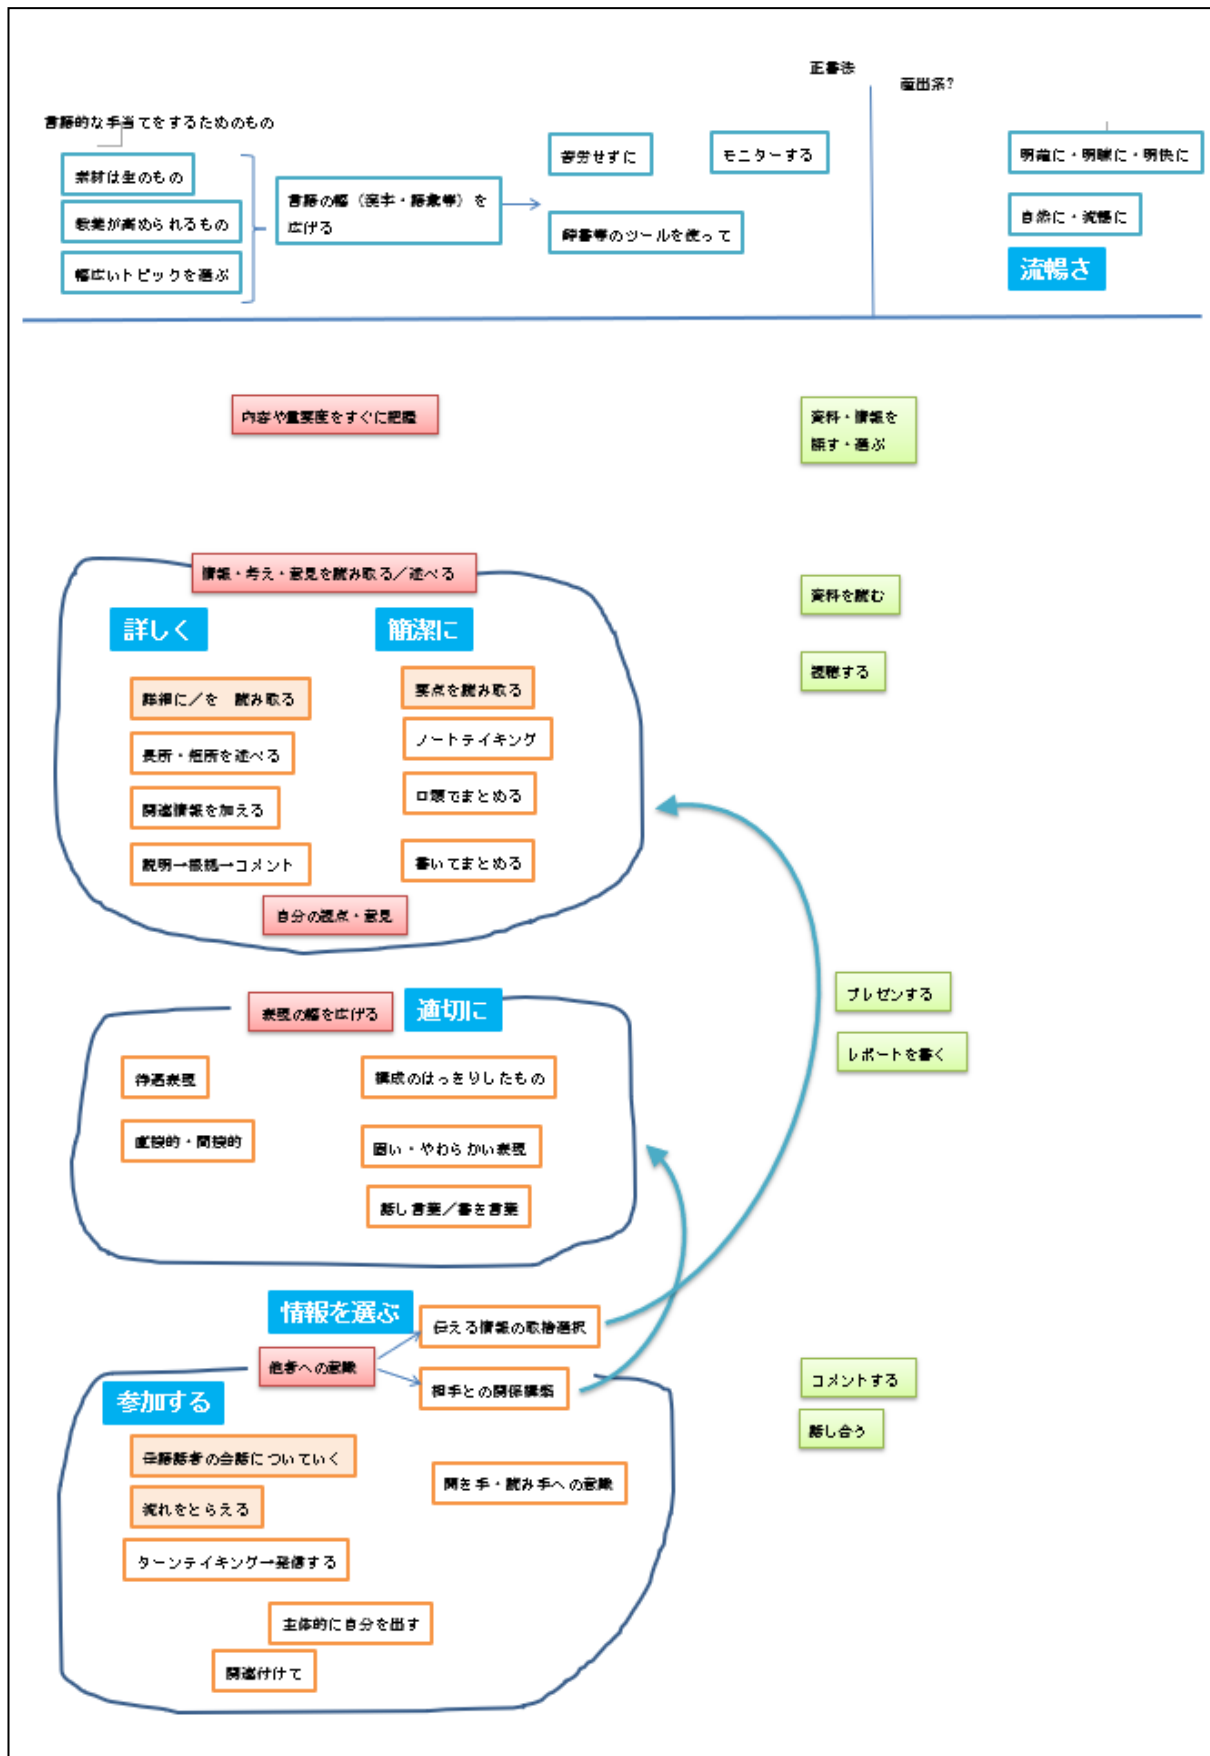 正書法
産出系?
言語的な手当てをするためのもの
素材は生のもの
教養が高められるもの
幅広いトピックを選ぶ
言語の幅（漢字・語彙等）を
広げる
苦労せずに
モニターする
辞書等のツールを使って
明確に・明瞭に・明快に
自然に・流暢に
流暢さ
内容や重要度をすぐに把握
資料・情報を
探す・選ぶ
情報・考え・意見を読み取る／述べる
詳しく
簡潔に
詳細に／を　読み取る
長所・短所を述べる
関連情報を加える
説明→根拠→コメント
要点を読み取る
ノートテイキング
口頭でまとめる
書いてまとめる
自分の視点・意見
資料を読む
視聴する
表現の幅を広げる
適切に
待遇表現
直接的・間接的
構成のはっきりしたもの
固い・やわらかい表現
話し言葉／書き言葉
プレゼンする
レポートを書く
情報を選ぶ
伝える情報の取捨選択
他者への意識
相手との関係構築
参加する
母語話者の会話についていく
流れをとらえる
ターンテイキング→発信する
聞き手・読み手への意識
主体的に自分を出す
関連付けて
コメントする
話し合う